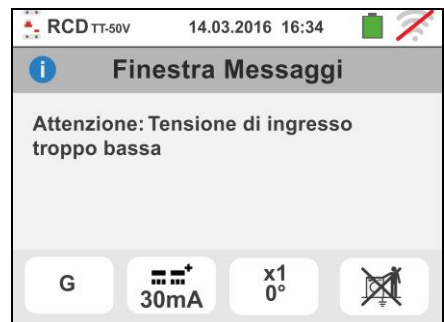 RCD TT-50V 14.03.2016 16:34
Finestra Messaggi
Attenzione: Tensione di ingresso
troppo bassa
G
30mA
x1
0°